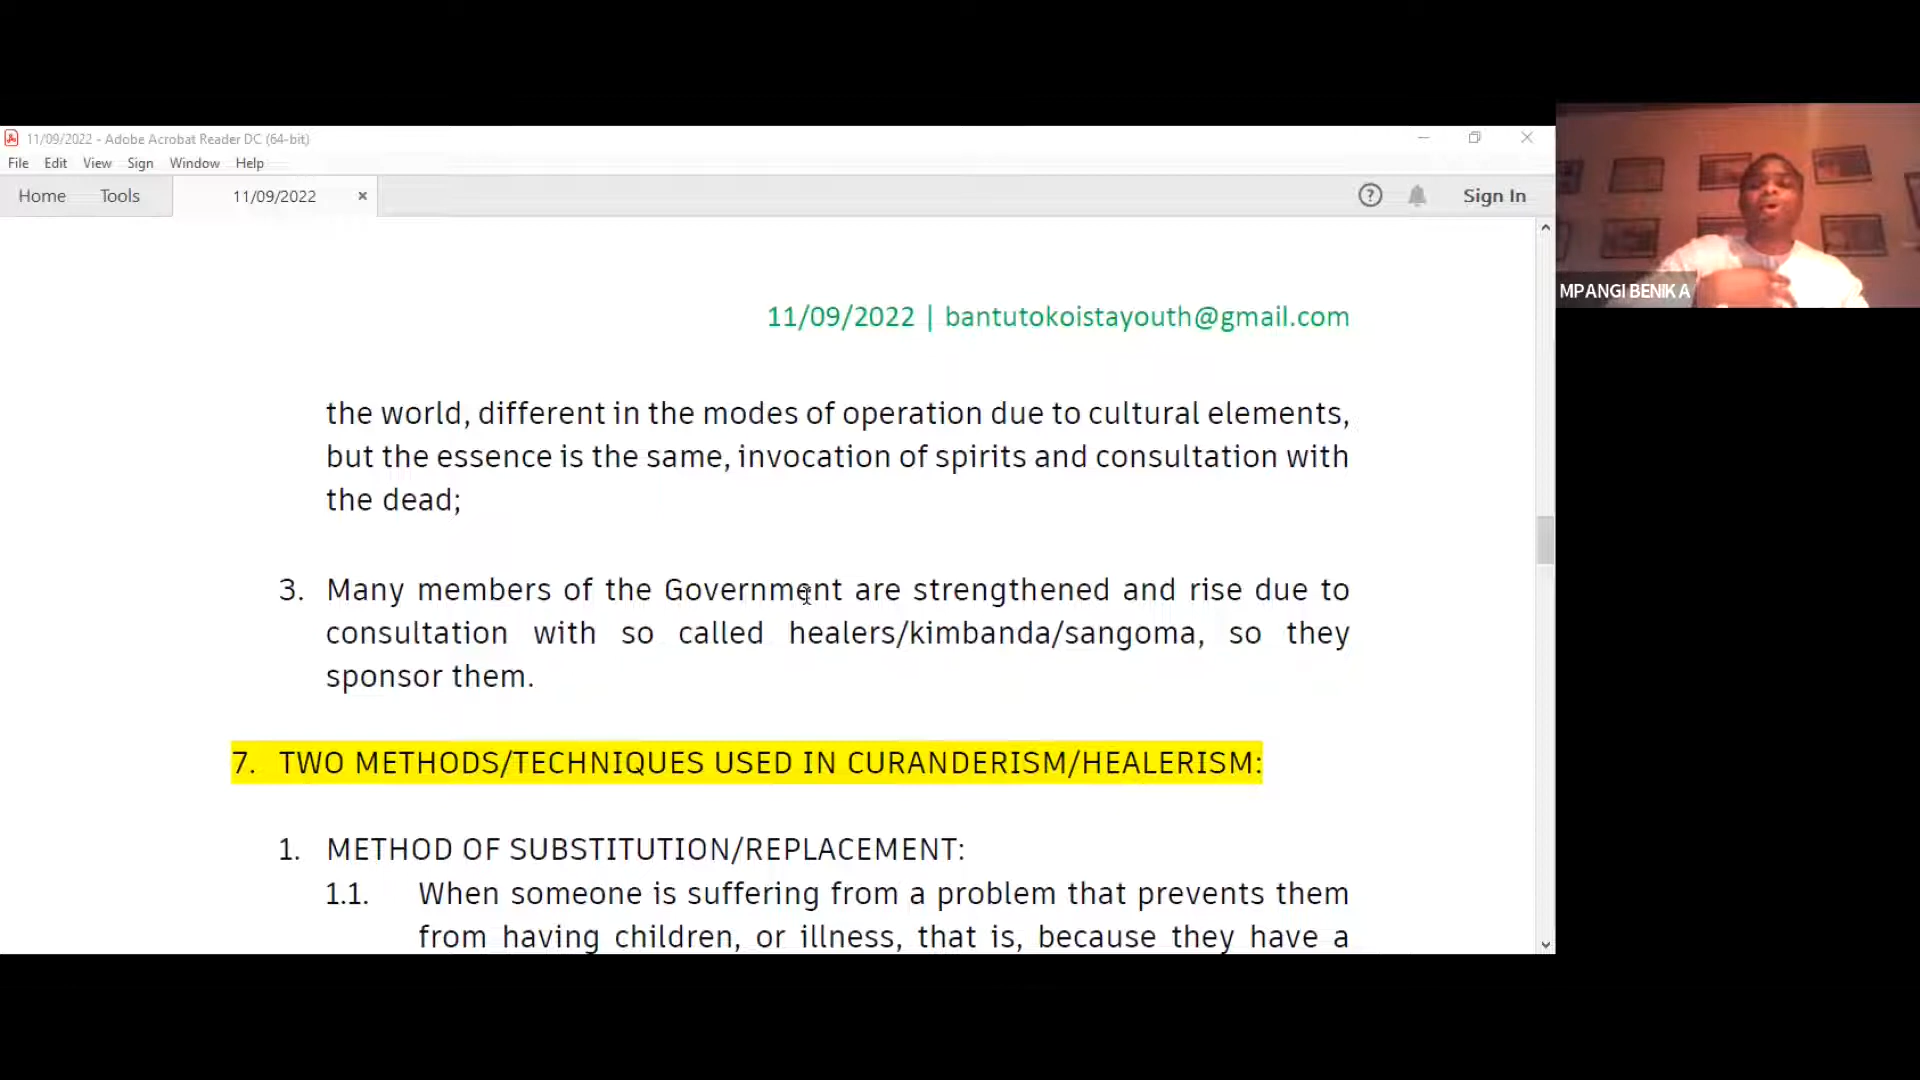 11/09/2022 - Adobe Acrobat Reader DC (64-bit)
File Edit View Sign Window Help
Home Tools 11/09/2022 × ? Sign In
MPANGI BENIKA
11/09/2022 | bantutokoistayouth@gmail.com
the world, different in the modes of operation due to cultural elements,
but the essence is the same, invocation of spirits and consultation with
the dead;
3. Many members of the Government are strengthened and rise due to
consultation with so called healers/kimbanda/sangoma, so they
sponsor them.
7. TWO METHODS/TECHNIQUES USED IN CURANDERISM/HEALERISM:
1. METHOD OF SUBSTITUTION/REPLACEMENT:
1.1. When someone is suffering from a problem that prevents them
from having children, or illness, that is, because they have a